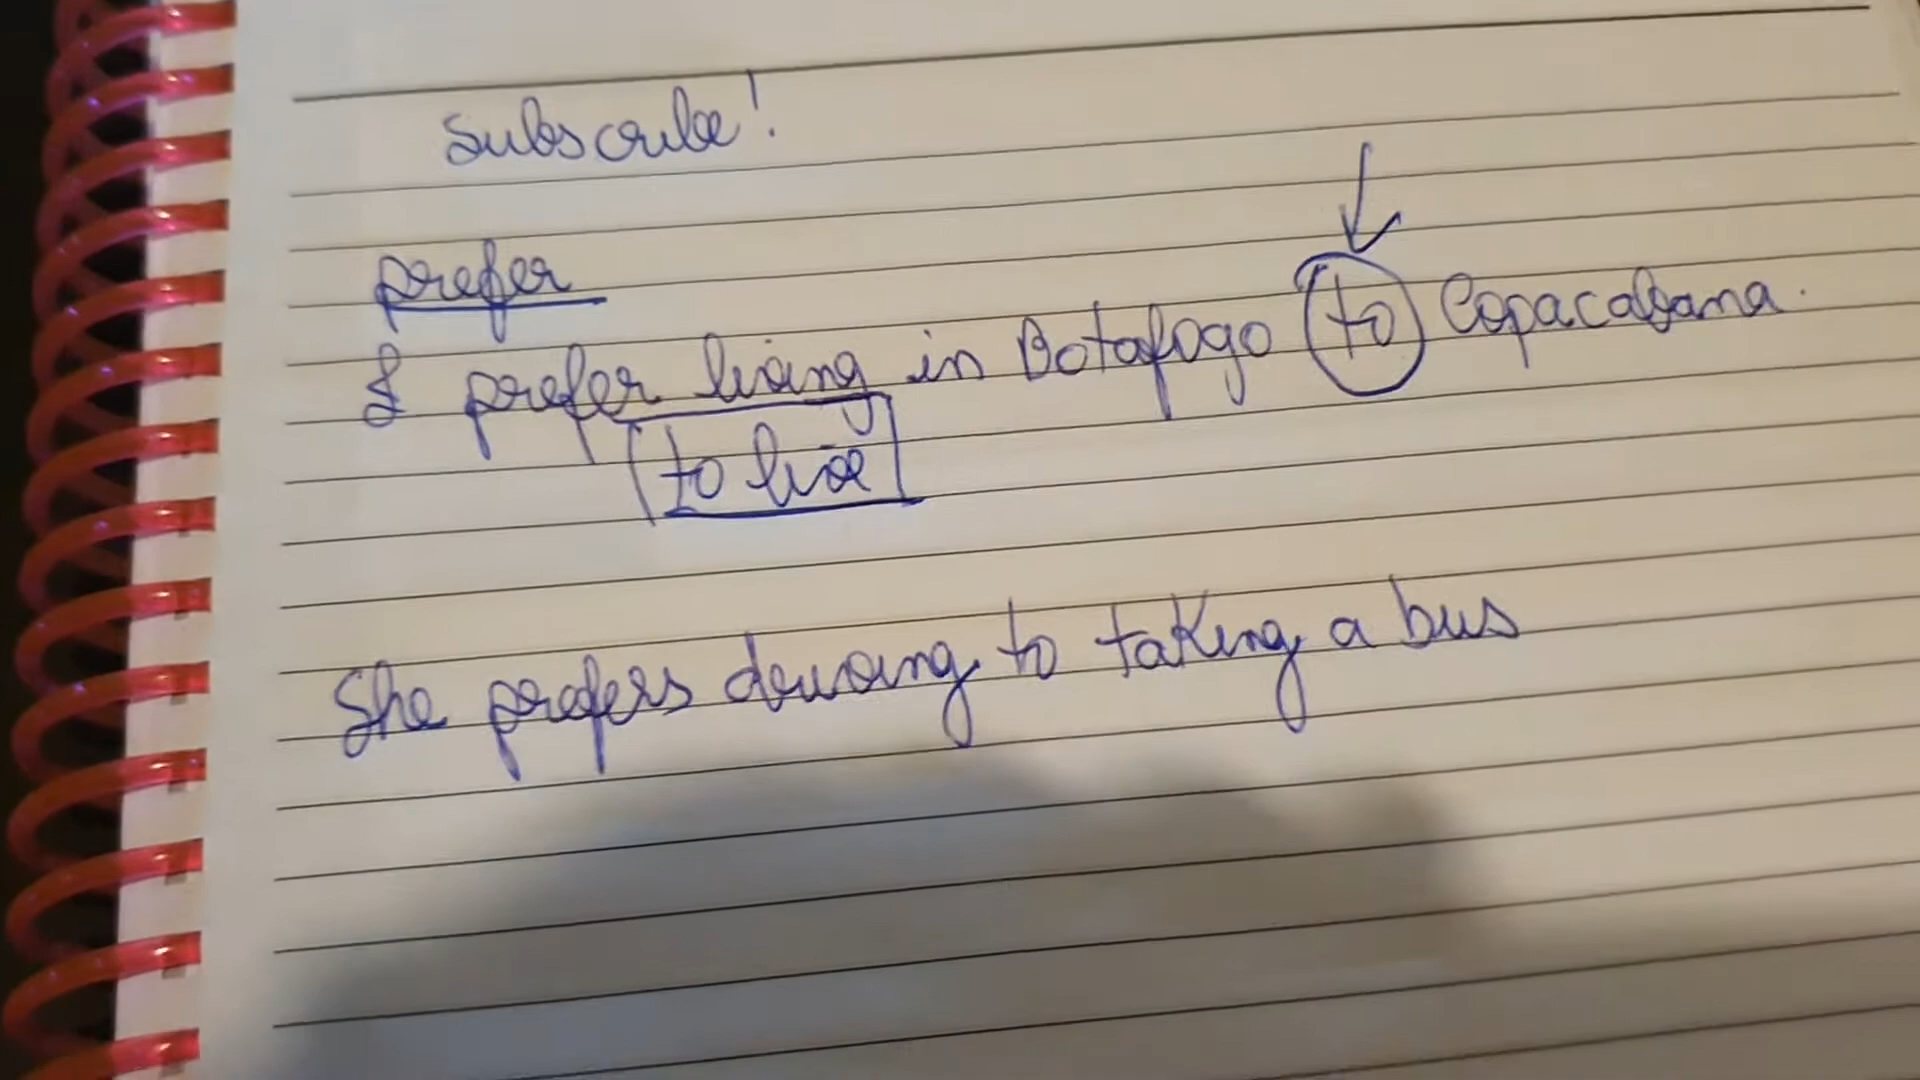 Subscribe!
prefer
I prefer living in Botafogo to Copacabana.
to live
She prefers driving to taking a bus